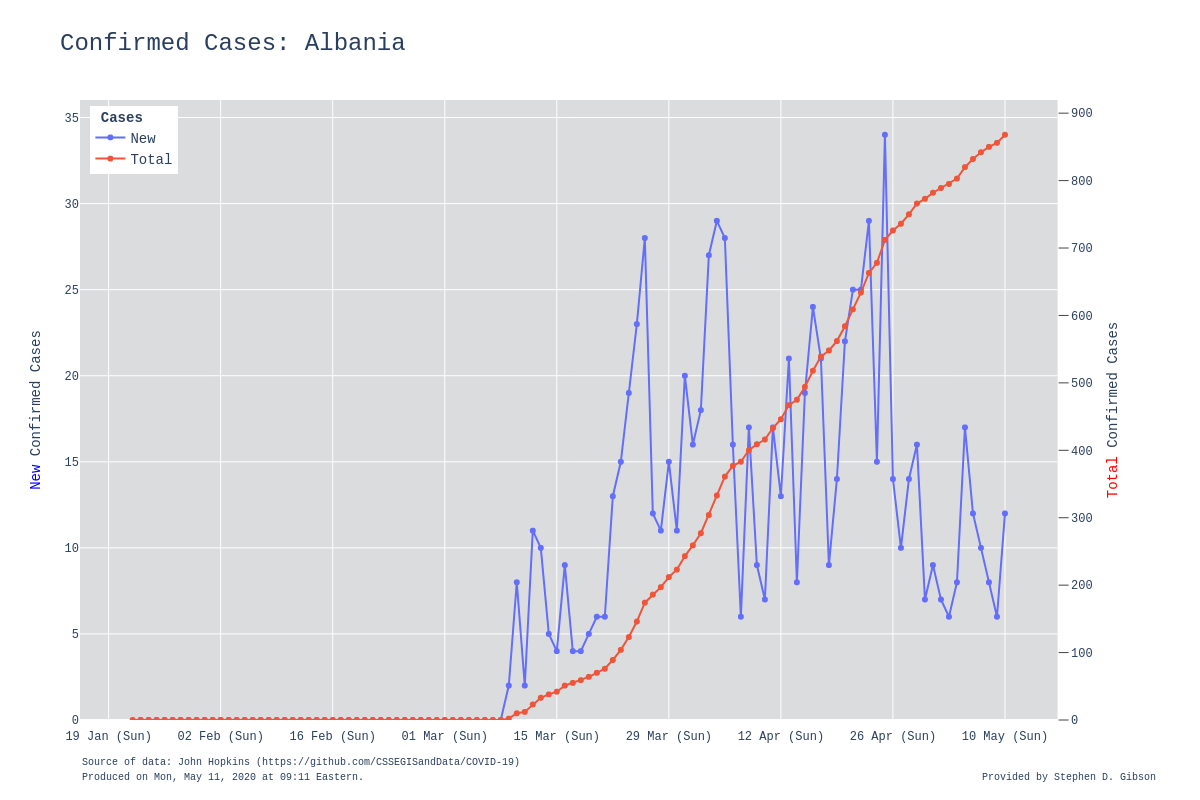 Confirmed Cases: Albania
Cases
New
Total
35
30
25
20
15
10
5
0
900
800
700
600
500
400
300
200
100
0
New Confirmed Cases
Total Confirmed Cases
19 Jan (Sun) 02 Feb (Sun) 16 Feb (Sun) 01 Mar (Sun) 15 Mar (Sun) 29 Mar (Sun) 12 Apr (Sun) 26 Apr (Sun) 10 May (Sun)
Source of data: John Hopkins (https://github.com/CSSEGISandData/COVID-19)
Produced on Mon, May 11, 2020 at 09:11 Eastern.
Provided by Stephen D. Gibson